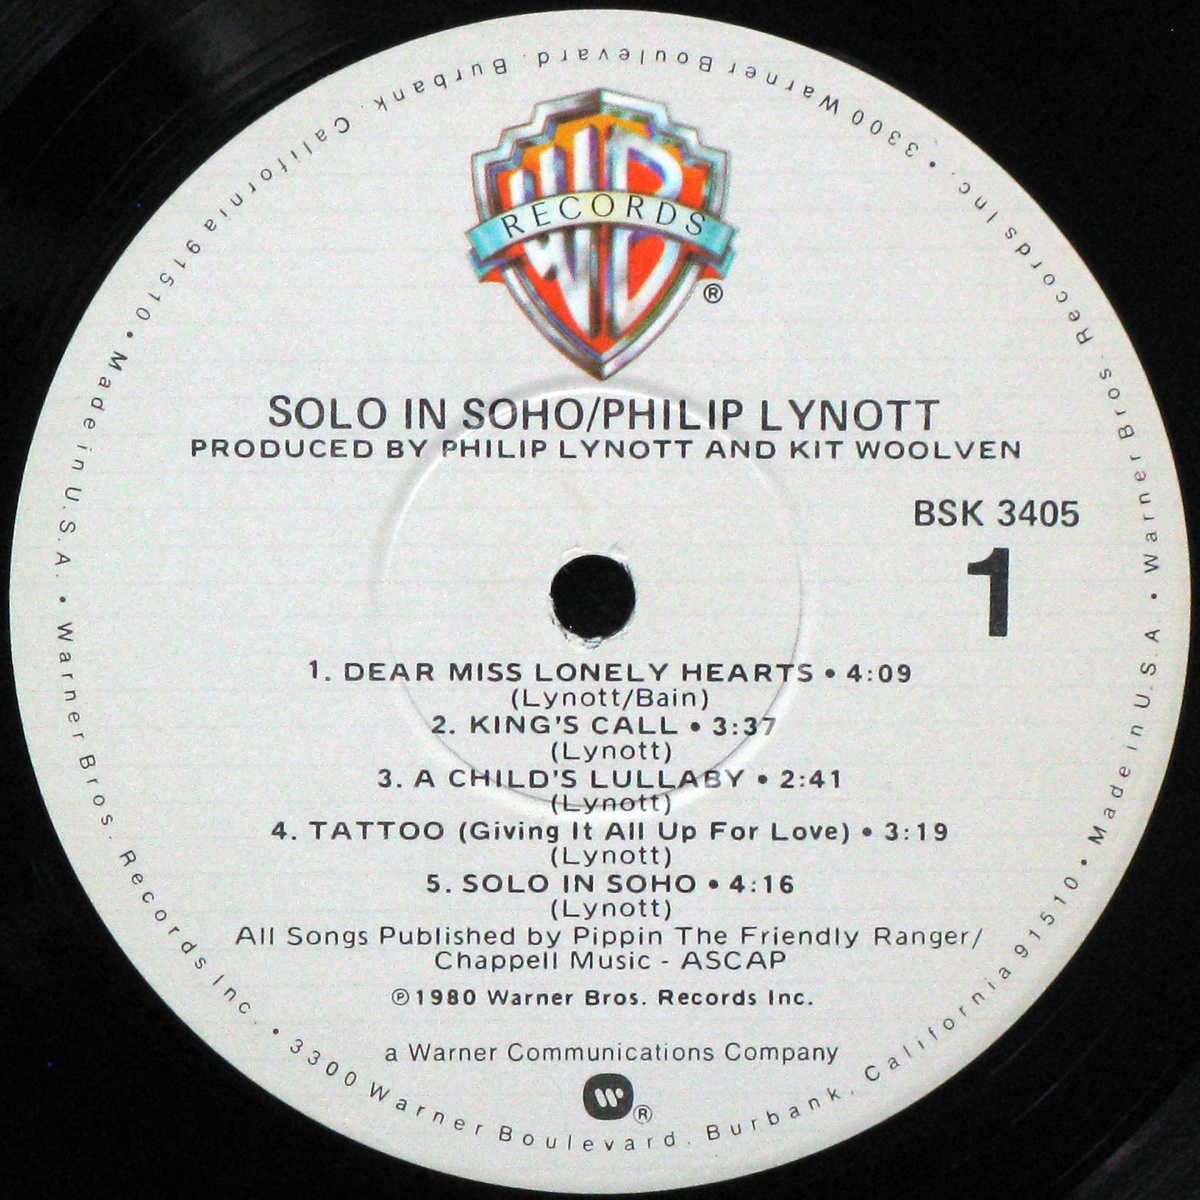 WB
RECORDS
®
SOLO IN SOHO/PHILIP LYNOTT
PRODUCED BY PHILIP LYNOTT AND KIT WOOLVEN
BSK 3405
1
1. DEAR MISS LONELY HEARTS • 4:09
(Lynott/Bain)
2. KING'S CALL • 3:37
(Lynott)
3. A CHILD'S LULLABY • 2:41
(Lynott)
4. TATTOO (Giving It All Up For Love) • 3:19
(Lynott)
5. SOLO IN SOHO • 4:16
(Lynott)
All Songs Published by Pippin The Friendly Ranger/
Chappell Music - ASCAP
℗1980 Warner Bros. Records Inc.
a Warner Communications Company
W®
Warner Bros. Records Inc. • 3300 Warner Boulevard. Burbank. California 91510 • Made in U.S.A. • Warner Bros. Records Inc. • 3300 Warner Boulevard. Burbank. California 91510 • Made in U.S.A •